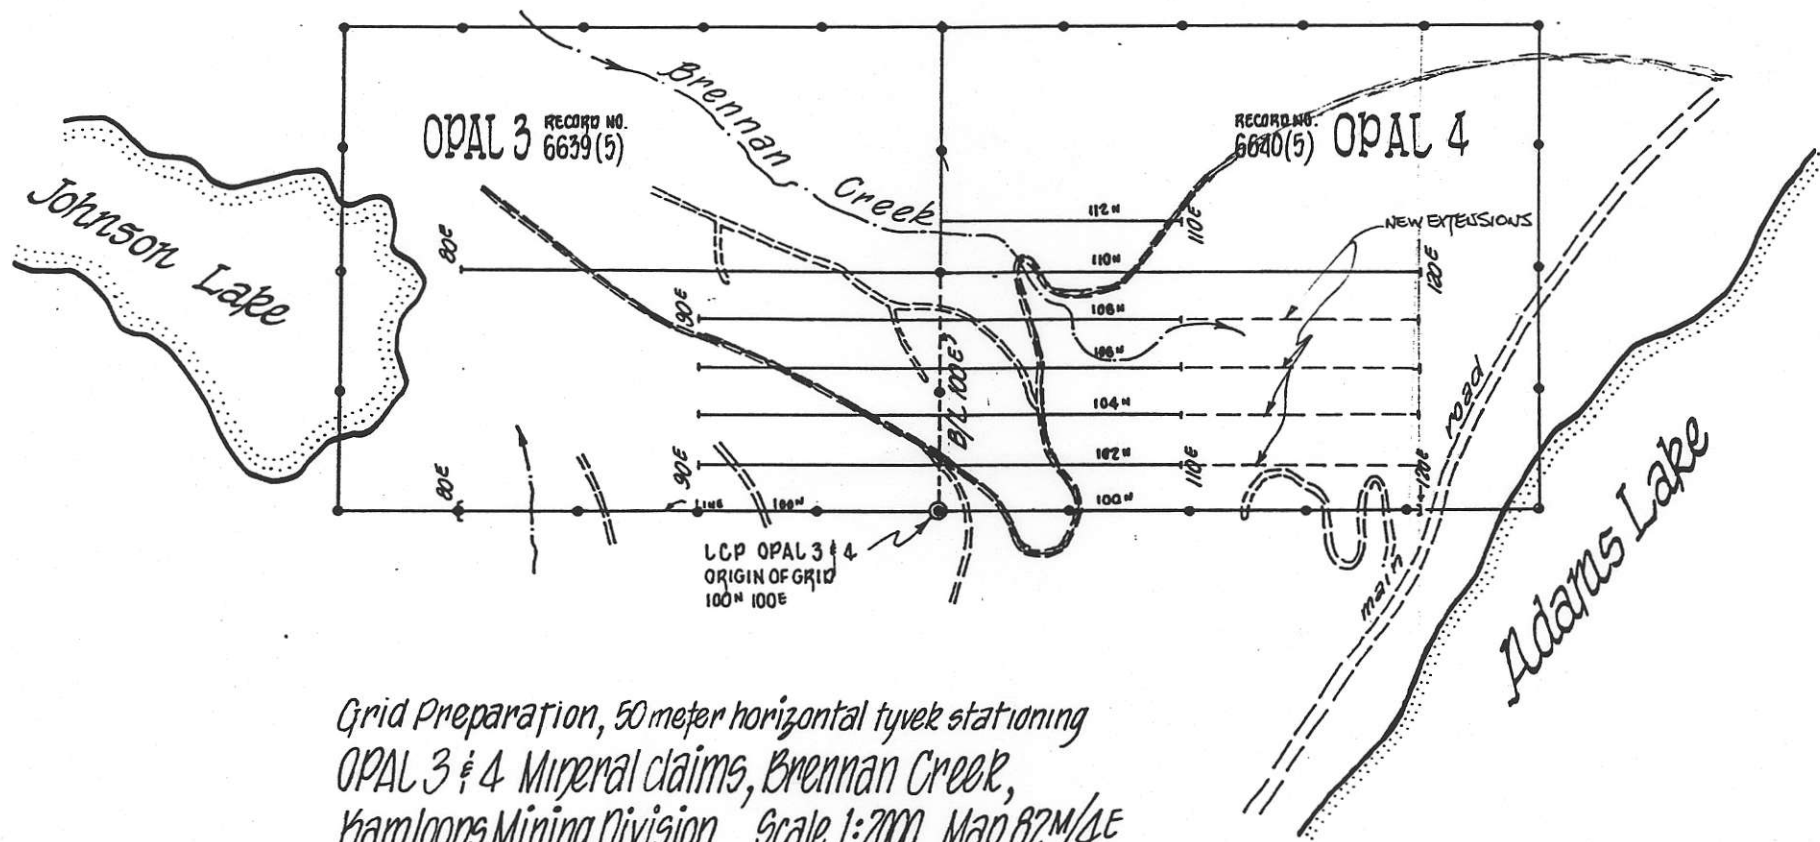 Brennan
Creek
OPAL 3 RECORD NO.
6639(5)
RECORD NO.
6640(5) OPAL 4
Johnson
Lake
112N
110E
NEW EXTENSIONS
80E
110N
120E
90E
108N
106N
B/L 100E
104N
road
80E
90E
102N
110E
120E
LINE 100N
100N
LCP OPAL 3 & 4
ORIGIN OF GRID
100N 100E
main
Adams Lake
Grid Preparation, 50 meter horizontal tyvek stationing
OPAL 3 & 4 Mineral claims, Brennan Creek,
Kamloops Mining Division Map 82M/4E